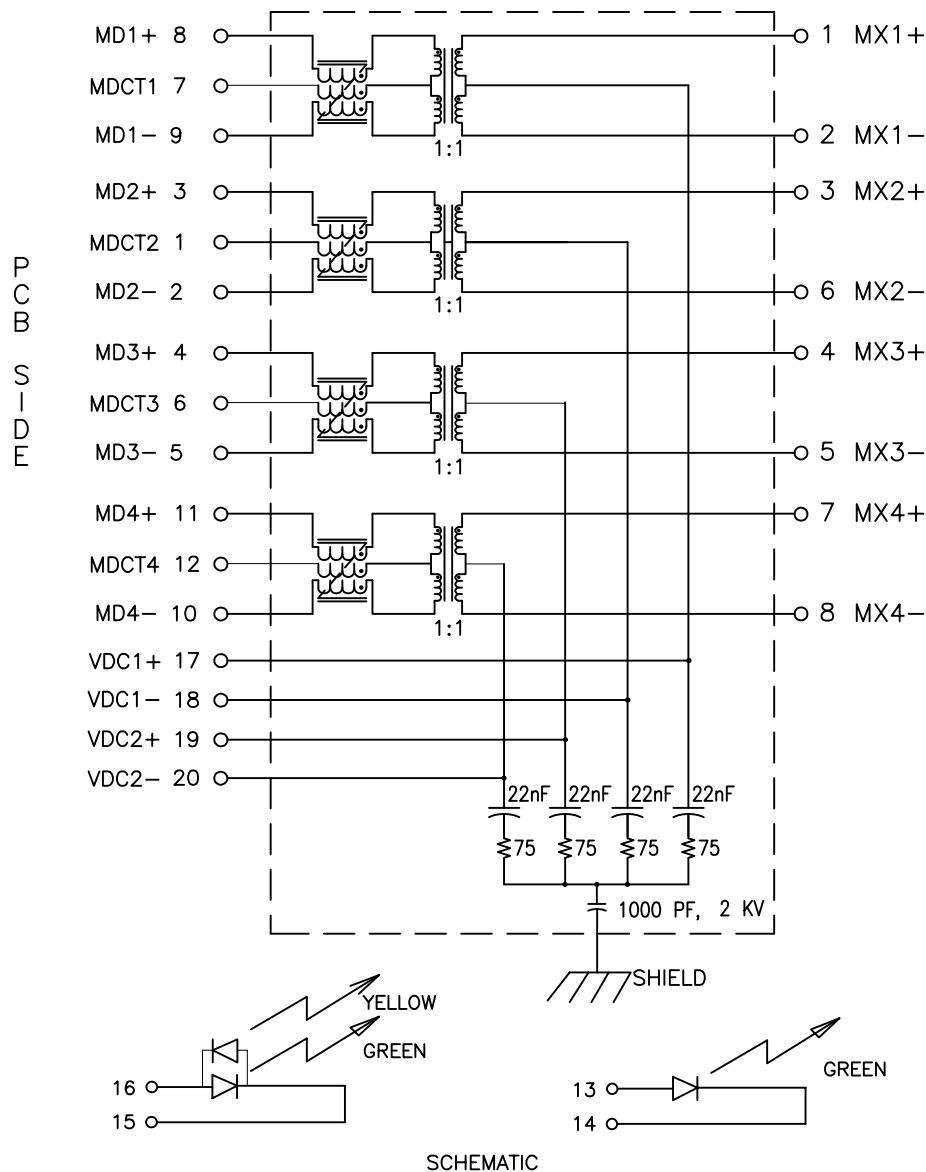 MD1+ 8
1 MX1+
MDCT1 7
MD1- 9
2 MX1-
1:1
MD2+ 3
3 MX2+
MDCT2 1
MD2- 2
6 MX2-
1:1
PCB SIDE
MD3+ 4
4 MX3+
MDCT3 6
MD3- 5
5 MX3-
1:1
MD4+ 11
7 MX4+
MDCT4 12
MD4- 10
8 MX4-
1:1
VDC1+ 17
VDC1- 18
VDC2+ 19
VDC2- 20
22nF 22nF 22nF 22nF
75 75 75 75
1000 PF, 2 KV
SHIELD
YELLOW
GREEN
GREEN
16
13
15
14
SCHEMATIC